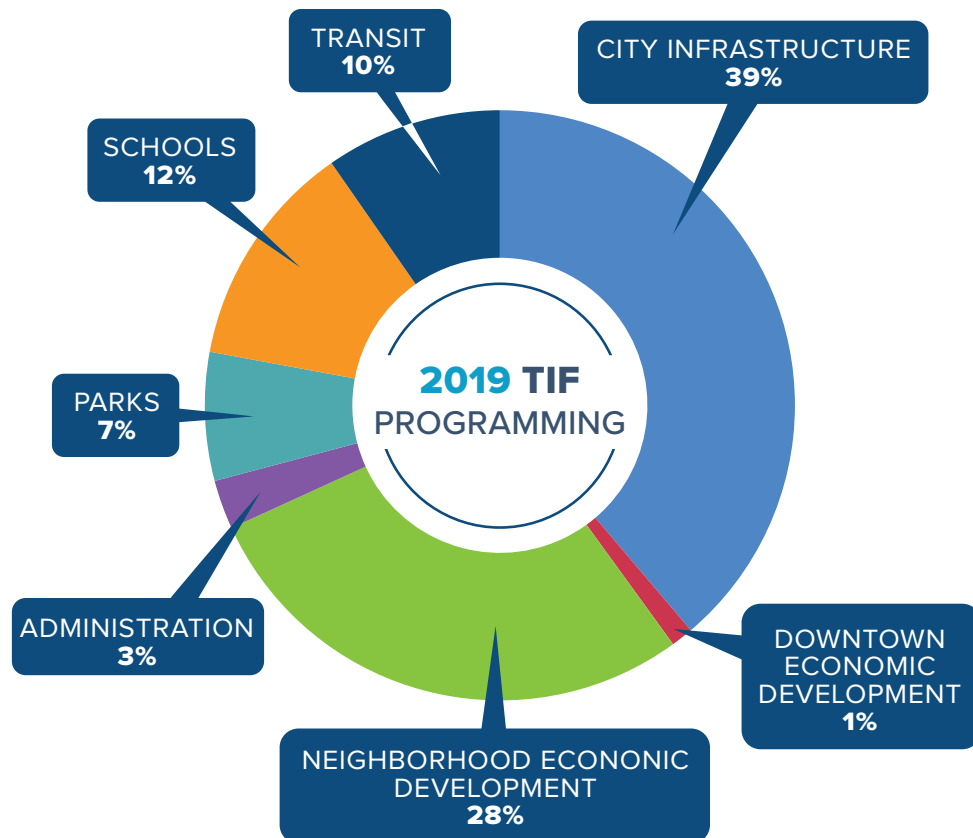 TRANSIT
10%
CITY INFRASTRUCTURE
39%
SCHOOLS
12%
2019 TIF
PROGRAMMING
PARKS
7%
ADMINISTRATION
3%
DOWNTOWN
ECONOMIC
DEVELOPMENT
1%
NEIGHBORHOOD ECONONIC
DEVELOPMENT
28%